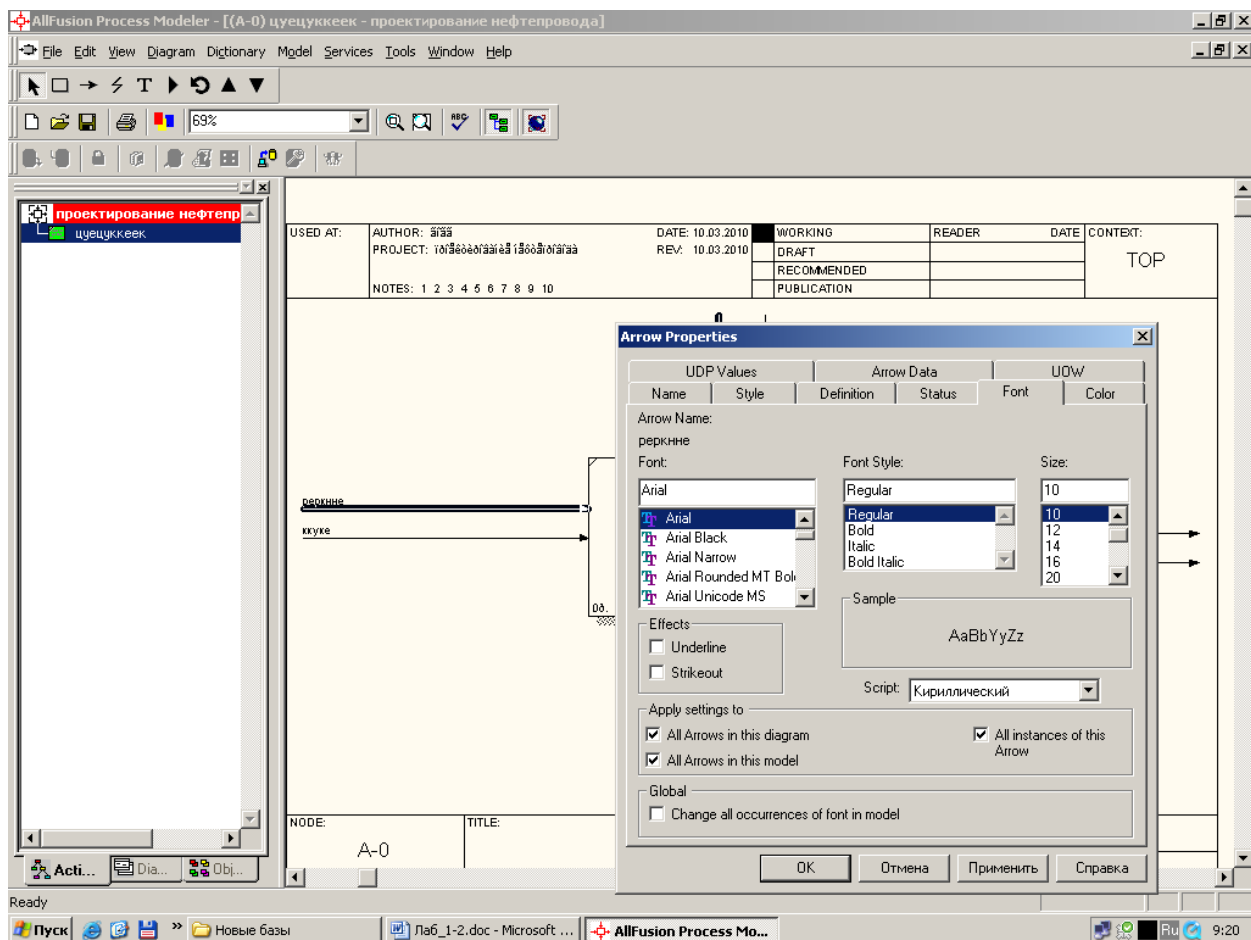 AllFusion Process Modeler - [(A-0) цуецуккеек - проектирование нефтепровода]
File Edit View Diagram Dictionary Model Services Tools Window Help
69%
ABC
проектирование нефтепр
цуецуккеек
Acti... Dia... Obj...
USED AT:
AUTHOR:
PROJECT:
NOTES: 1 2 3 4 5 6 7 8 9 10
DATE: 10.03.2010
REV: 10.03.2010
WORKING
DRAFT
RECOMMENDED
PUBLICATION
READER DATE
CONTEXT:
TOP
реркнне
ккуке
0ð.
NODE:
A-0
TITLE:
Arrow Properties
UDP Values Arrow Data UOW
Name Style Definition Status Font Color
Arrow Name:
реркнне
Font: Font Style: Size:
Arial Regular 10
Arial
Arial Black
Arial Narrow
Arial Rounded MT Bol
Arial Unicode MS
Regular
Bold
Italic
Bold Italic
10
12
14
16
20
Effects
Underline
Strikeout
Sample
AaBbYyZz
Script: Кириллический
Apply settings to
All Arrows in this diagram
All Arrows in this model
All instances of this
Arrow
Global
Change all occurrences of font in model
OK Отмена Применить Справка
Ready
Пуск » Новые базы Лаб_1-2.doc - Microsoft ... AllFusion Process Mo... Ru 9:20